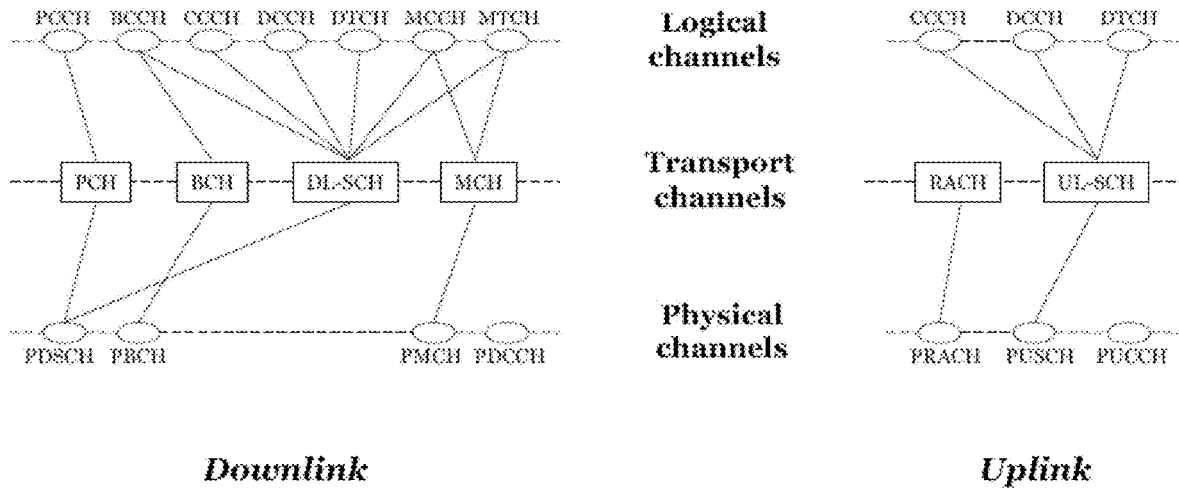 PCCH BCCH CCCH DCCH DTCH MCCH MTCH
Logical
channels
CCCH DCCH DTCH
PCH BCH DL-SCH MCH
Transport
channels
RACH UL-SCH
PDSCH PBCH PMCH PDCCH
Physical
channels
PRACH PUSCH PUCCH
Downlink
Uplink